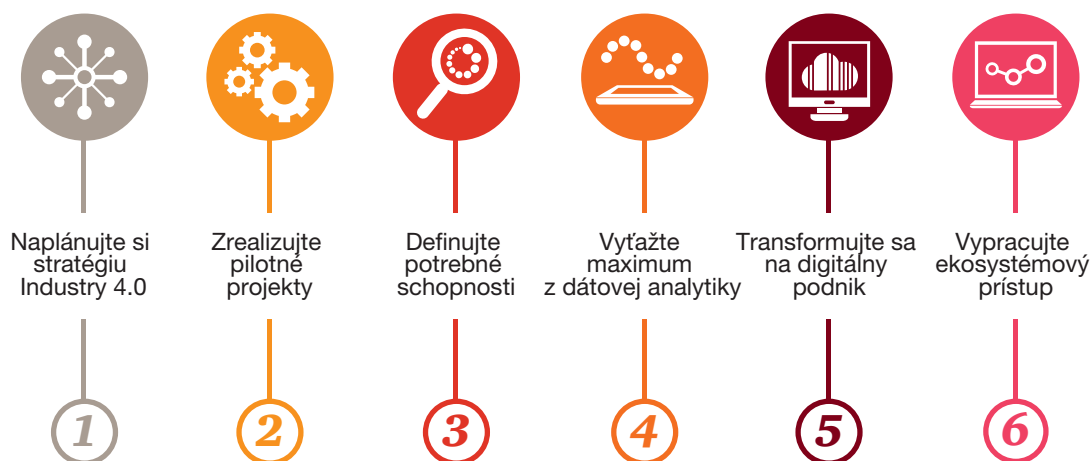 Naplánujte si
stratégiu
Industry 4.0
Zrealizujte
pilotné
projekty
Definujte
potrebné
schopnosti
Vyťažte
maximum
z dátovej analytiky
Transformujte sa
na digitálny
podnik
Vypracujte
ekosystémový
prístup
1
2
3
4
5
6